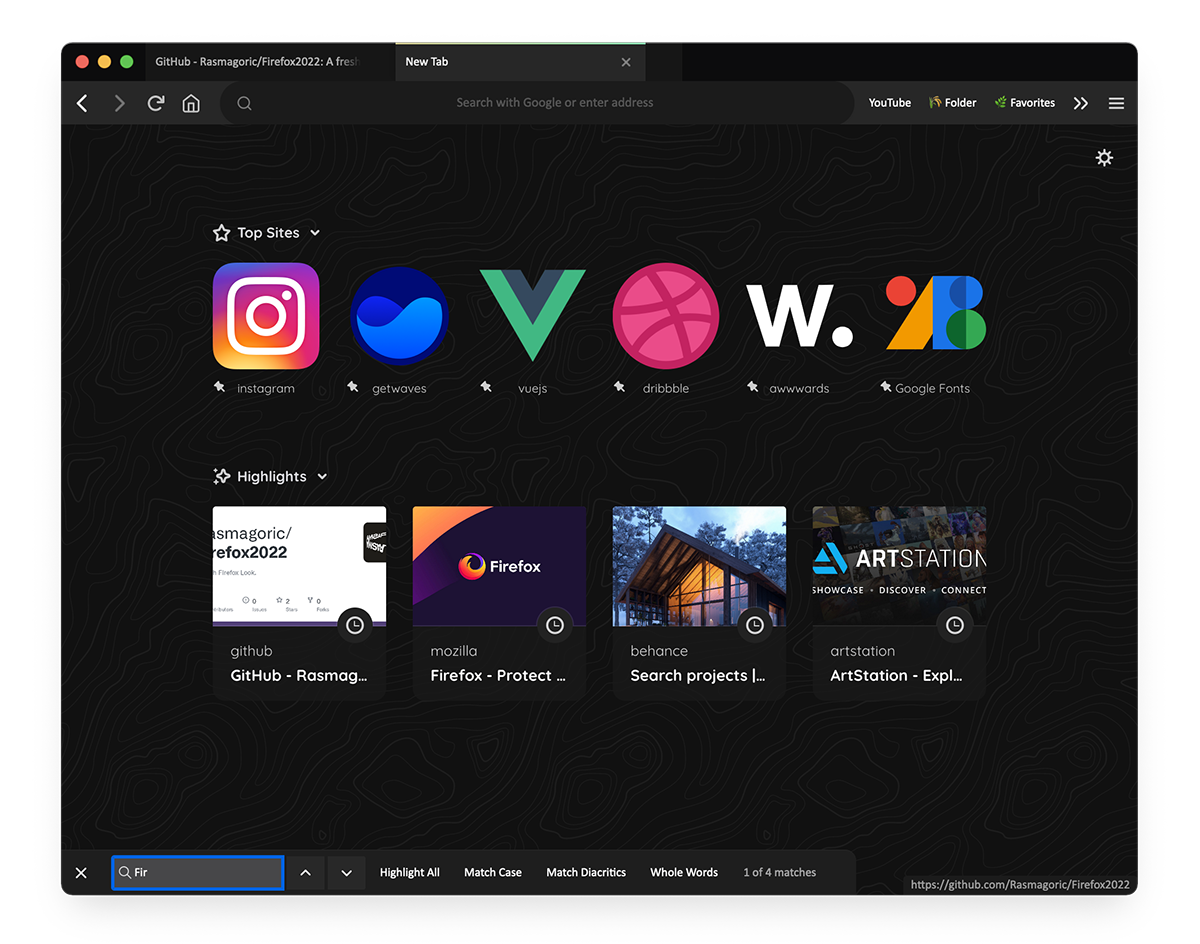 GitHub - Rasmagoric/Firefox2022: A fresh
New Tab
Search with Google or enter address
YouTube
Folder
Favorites
Top Sites
instagram
getwaves
vuejs
dribbble
awwwards
Google Fonts
Highlights
asmagoric/
refox2022
h Firefox Look.
0
2
0
Issues
Stars
Forks
github
GitHub - Rasmag...
Firefox
mozilla
Firefox - Protect ...
behance
Search projects |...
ARTSTATION
SHOWCASE • DISCOVER • CONNECT
artstation
ArtStation - Expl...
Fir
Highlight All
Match Case
Match Diacritics
Whole Words
1 of 4 matches
https://github.com/Rasmagoric/Firefox2022